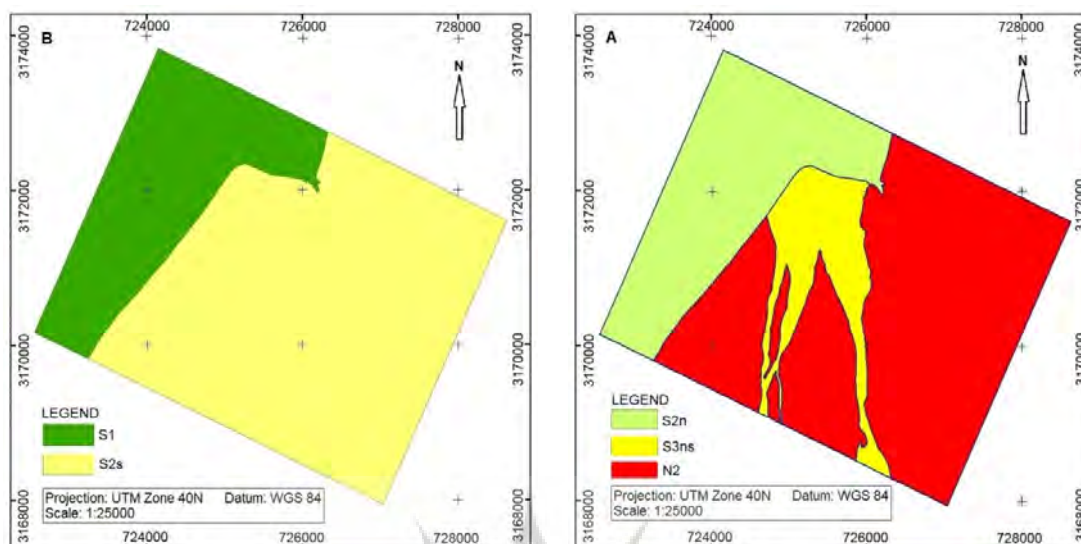 724000 726000 728000
B
N
3174000
3172000
3170000
3168000
LEGEND
S1
S2s
Projection: UTM Zone 40N Datum: WGS 84
Scale: 1:25000
3174000
3172000
3170000
3168000
724000 726000 728000
724000 726000 728000
A
N
3174000
3172000
3170000
3168000
LEGEND
S2n
S3ns
N2
Projection: UTM Zone 40N Datum: WGS 84
Scale: 1:25000
3174000
3172000
3170000
3168000
724000 726000 728000